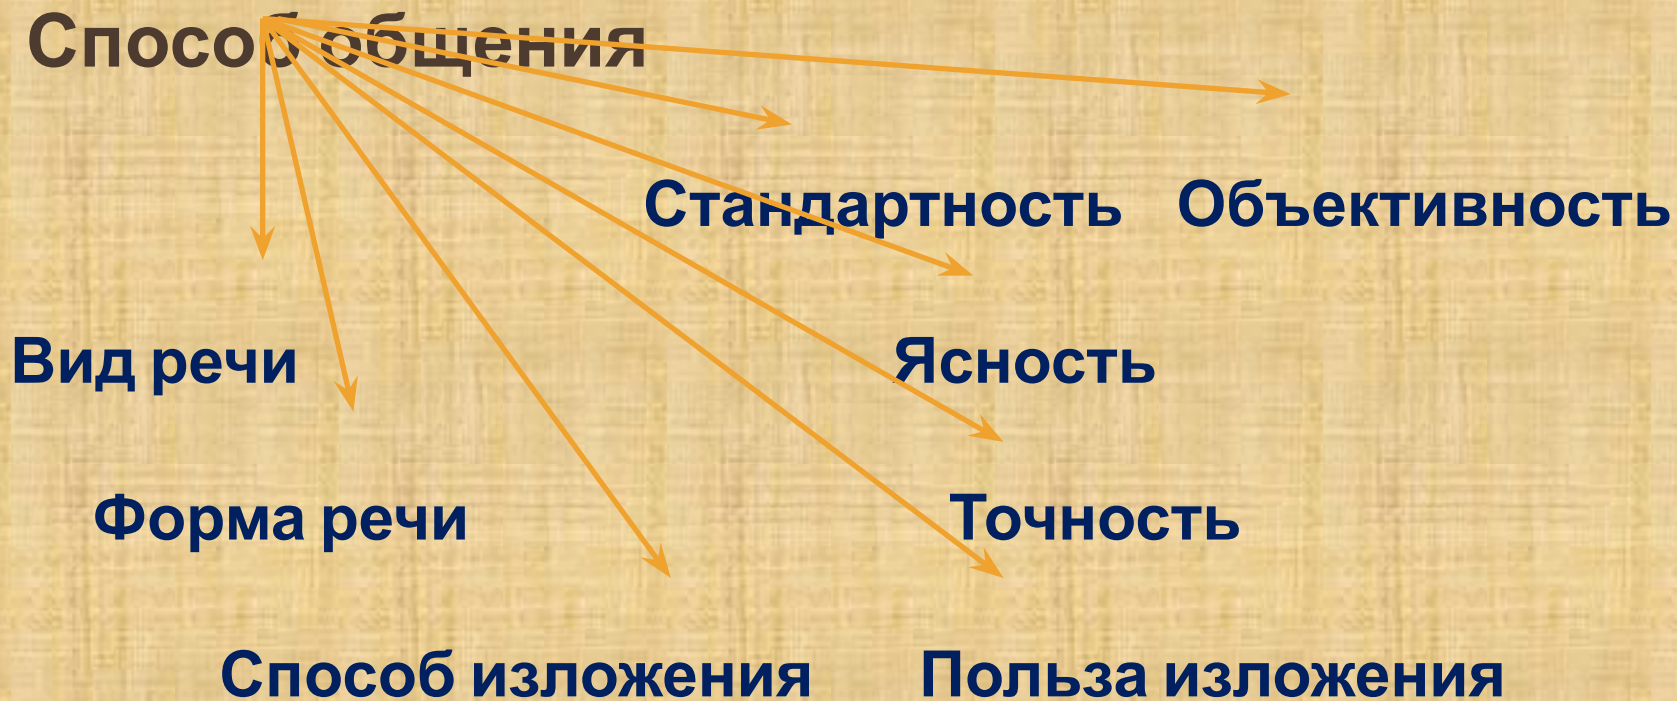 Способ общения
Стандартность Объективность
Вид речи Ясность
Форма речи Точность
Способ изложения Польза изложения